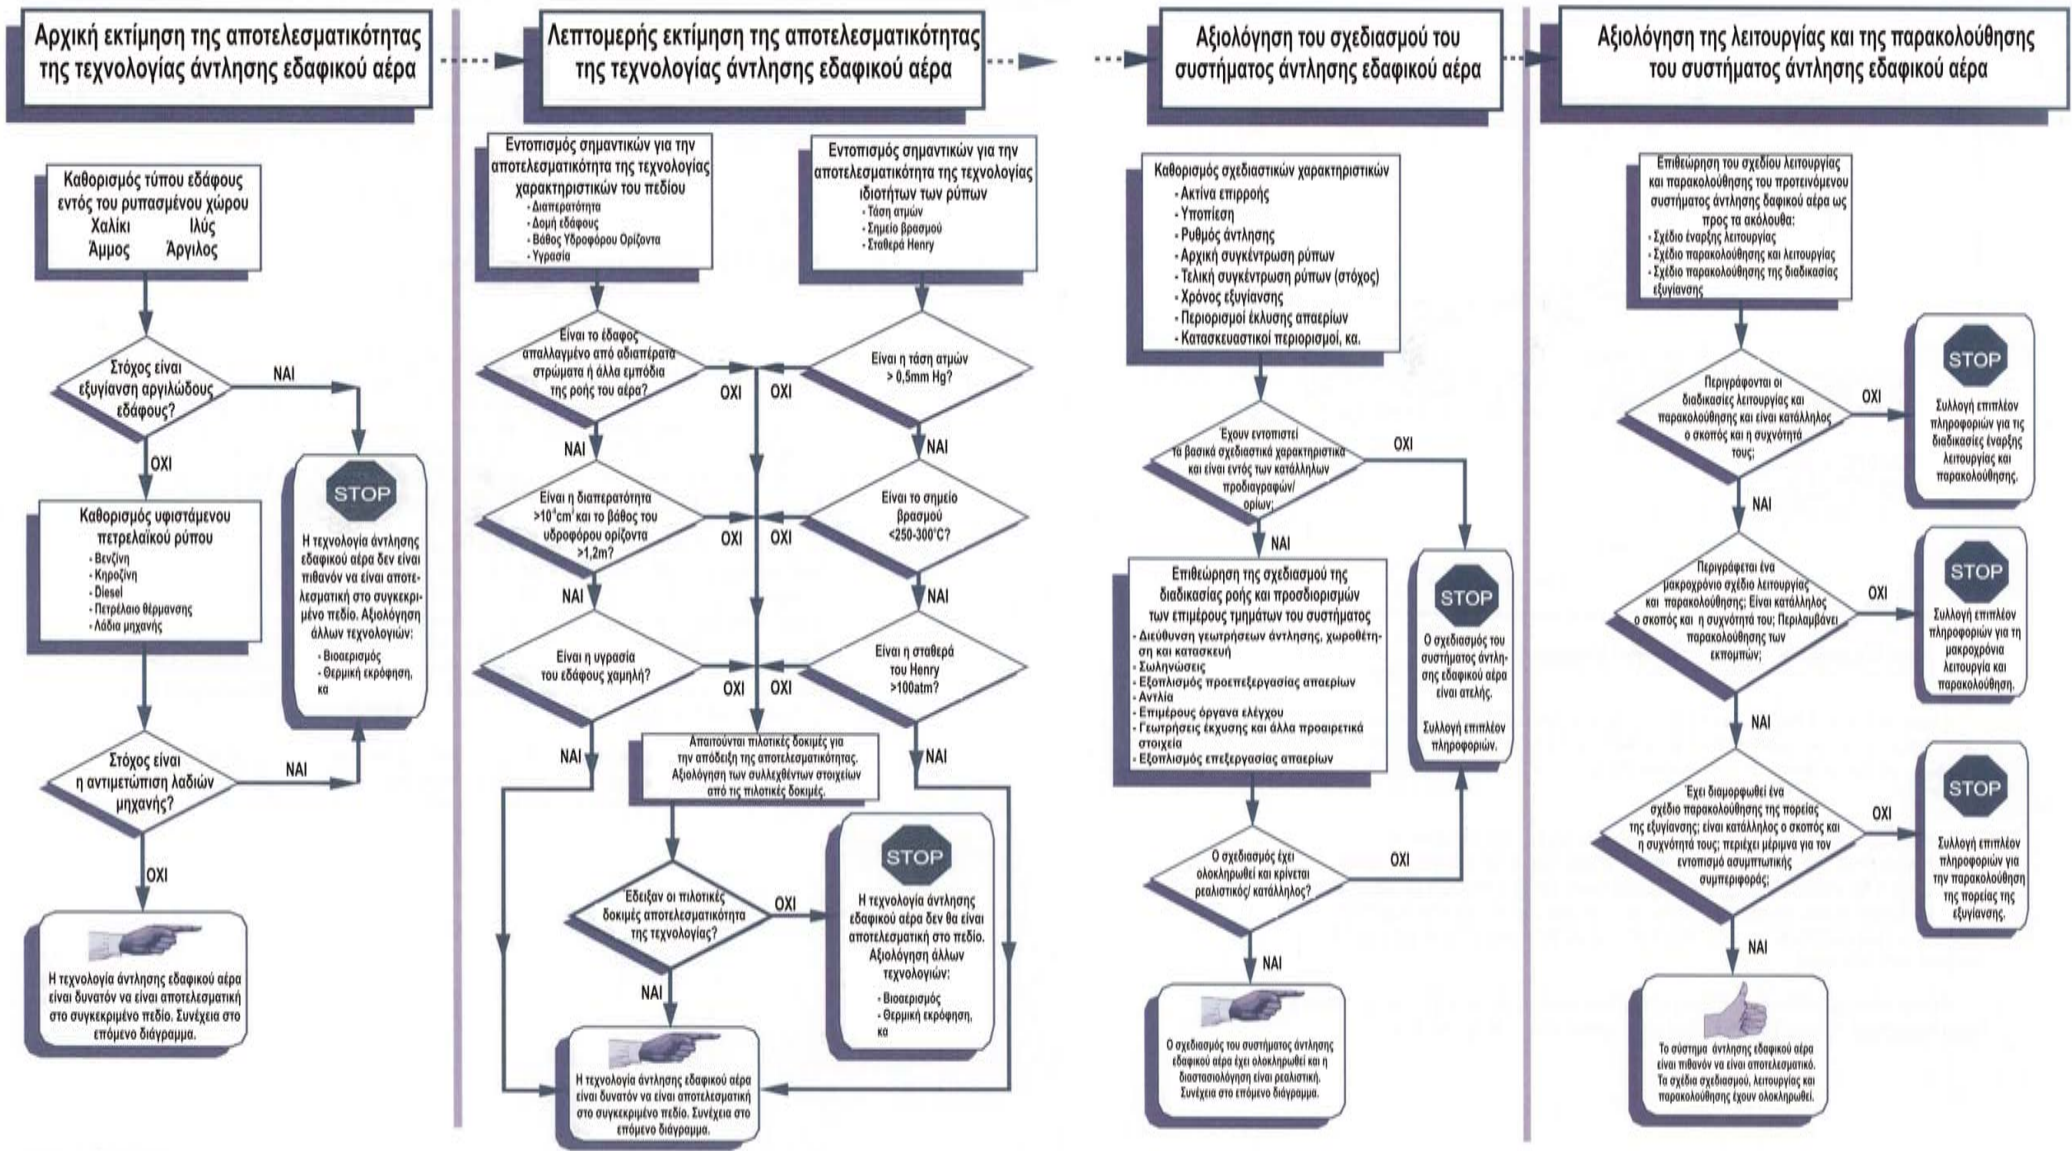 Αρχική εκτίμηση της αποτελεσματικότητας
της τεχνολογίας άντλησης εδαφικού αέρα
Καθορισμός τύπου εδάφους
εντός του ρυπασμένου χώρου
Χαλίκι Ιλύς
Άμμος Άργιλος
Στόχος είναι
εξυγίανση αργιλώδους
εδάφους?
ΝΑΙ
ΟΧΙ
Καθορισμός υφιστάμενου
πετρελαϊκού ρύπου
- Βενζίνη
- Κηροζίνη
- Diesel
- Πετρέλαιο θέρμανσης
- Λάδια μηχανής
STOP
Η τεχνολογία άντλησης
εδαφικού αέρα δεν είναι
πιθανόν να είναι αποτε-
λεσματική στο συγκεκρι-
μένο πεδίο. Αξιολόγηση
άλλων τεχνολογιών:
- Βιοαερισμός
- Θερμική εκρόφηση,
κα
Στόχος είναι
η αντιμετώπιση λαδιών
μηχανής?
ΝΑΙ
ΟΧΙ
Η τεχνολογία άντλησης εδαφικού αέρα
είναι δυνατόν να είναι αποτελεσματική
στο συγκεκριμένο πεδίο. Συνέχεια στο
επόμενο διάγραμμα.
Λεπτομερής εκτίμηση της αποτελεσματικότητας
της τεχνολογίας άντλησης εδαφικού αέρα
Εντοπισμός σημαντικών για την
αποτελεσματικότητα της τεχνολογίας
χαρακτηριστικών του πεδίου
- Διαπερατότητα
- Δομή εδάφους
- Βάθος Υδροφόρου Ορίζοντα
- Υγρασία
Εντοπισμός σημαντικών για την
αποτελεσματικότητα της τεχνολογίας
ιδιοτήτων των ρύπων
- Τάση ατμών
- Σημείο βρασμού
- Σταθερά Henry
Είναι το έδαφος
απαλλαγμένο από αδιαπέρατα
στρώματα ή άλλα εμπόδια
της ροής του αέρα?
ΟΧΙ
ΟΧΙ
Είναι η τάση ατμών
> 0,5mm Hg?
ΝΑΙ
ΝΑΙ
Είναι η διαπερατότητα
>10⁻⁸cm² και το βάθος του
υδροφόρου ορίζοντα
>1,2m?
ΟΧΙ
ΟΧΙ
Είναι το σημείο
βρασμού
<250-300°C?
ΝΑΙ
ΝΑΙ
Είναι η υγρασία
του εδάφους χαμηλή?
ΟΧΙ
ΟΧΙ
Είναι η σταθερά
του Henry
>100atm?
ΝΑΙ
ΝΑΙ
Απαιτούνται πιλοτικές δοκιμές για
την απόδειξη της αποτελεσματικότητας.
Αξιολόγηση των συλλεχθέντων στοιχείων
από τις πιλοτικές δοκιμές.
Έδειξαν οι πιλοτικές
δοκιμές αποτελεσματικότητα
της τεχνολογίας?
ΟΧΙ
ΝΑΙ
STOP
Η τεχνολογία άντλησης
εδαφικού αέρα δεν θα είναι
αποτελεσματική στο πεδίο.
Αξιολόγηση άλλων
τεχνολογιών:
- Βιοαερισμός
- Θερμική εκρόφηση,
κα
Η τεχνολογία άντλησης εδαφικού αέρα
είναι δυνατόν να είναι αποτελεσματική
στο συγκεκριμένο πεδίο. Συνέχεια στο
επόμενο διάγραμμα.
Αξιολόγηση του σχεδιασμού του
συστήματος άντλησης εδαφικού αέρα
Καθορισμός σχεδιαστικών χαρακτηριστικών
- Ακτίνα επιρροής
- Υποπίεση
- Ρυθμός άντλησης
- Αρχική συγκέντρωση ρύπων
- Τελική συγκέντρωση ρύπων (στόχος)
- Χρόνος εξυγίανσης
- Περιορισμοί έκλυσης απαερίων
- Κατασκευαστικοί περιορισμοί, κα.
Έχουν εντοπιστεί
τα βασικά σχεδιαστικά χαρακτηριστικά
και είναι εντός των κατάλληλων
προδιαγραφών/
ορίων;
ΟΧΙ
ΝΑΙ
Επιθεώρηση της σχεδιασμού της
διαδικασίας ροής και προσδιορισμών
των επιμέρους τμημάτων του συστήματος
- Διεύθυνση γεωτρήσεων άντλησης, χωροθέτη-
ση και κατασκευή
- Σωληνώσεις
- Εξοπλισμός προεπεξεργασίας απαερίων
- Αντλία
- Επιμέρους όργανα ελέγχου
- Γεωτρήσεις έκχυσης και άλλα προαιρετικά
στοιχεία
- Εξοπλισμός επεξεργασίας απαερίων
STOP
Ο σχεδιασμός του
συστήματος άντλη-
σης εδαφικού αέρα
είναι ατελής.
Συλλογή επιπλέον
πληροφοριών.
Ο σχεδιασμός έχει
ολοκληρωθεί και κρίνεται
ρεαλιστικός/ κατάλληλος?
ΟΧΙ
ΝΑΙ
Ο σχεδιασμός του συστήματος άντλησης
εδαφικού αέρα έχει ολοκληρωθεί και η
διαστασιολόγηση είναι ρεαλιστική.
Συνέχεια στο επόμενο διάγραμμα.
Αξιολόγηση της λειτουργίας και της παρακολούθησης
του συστήματος άντλησης εδαφικού αέρα
Επιθεώρηση του σχεδίου λειτουργίας
και παρακολούθησης του προτεινόμενου
συστήματος άντλησης δαφικού αέρα ως
προς τα ακόλουθα:
- Σχέδιο έναρξης λειτουργίας
- Σχέδιο παρακολούθησης και λειτουργίας
- Σχέδιο παρακολούθησης της διαδικασίας
εξυγίανσης
Περιγράφονται οι
διαδικασίες λειτουργίας και
παρακολούθησης και είναι κατάλληλος
ο σκοπός και η συχνότητά
τους;
ΟΧΙ
ΝΑΙ
STOP
Συλλογή επιπλέον
πληροφοριών για τις
διαδικασίες έναρξης
λειτουργίας και
παρακολούθησης.
Περιγράφεται ένα
μακροχρόνιο σχέδιο λειτουργίας
και παρακολούθησης; Είναι κατάλληλος
ο σκοπός και η συχνότητά του; Περιλαμβάνει
παρακολούθησης των
εκπομπών;
ΟΧΙ
ΝΑΙ
STOP
Συλλογή επιπλέον
πληροφοριών για τη
μακροχρόνια
λειτουργία και
παρακολούθηση.
Έχει διαμορφωθεί ένα
σχέδιο παρακολούθησης της πορείας
της εξυγίανσης; είναι κατάλληλος ο σκοπός και
η συχνότητά τους; περιέχει μέριμνα για τον
εντοπισμό ασυμπτωτικής
συμπεριφοράς;
ΟΧΙ
ΝΑΙ
STOP
Συλλογή επιπλέον
πληροφοριών για
την παρακολούθηση
της πορείας της
εξυγίανσης.
Το σύστημα άντλησης εδαφικού αέρα
είναι πιθανόν να είναι αποτελεσματικό.
Τα σχέδια σχεδιασμού, λειτουργίας και
παρακολούθησης έχουν ολοκληρωθεί.